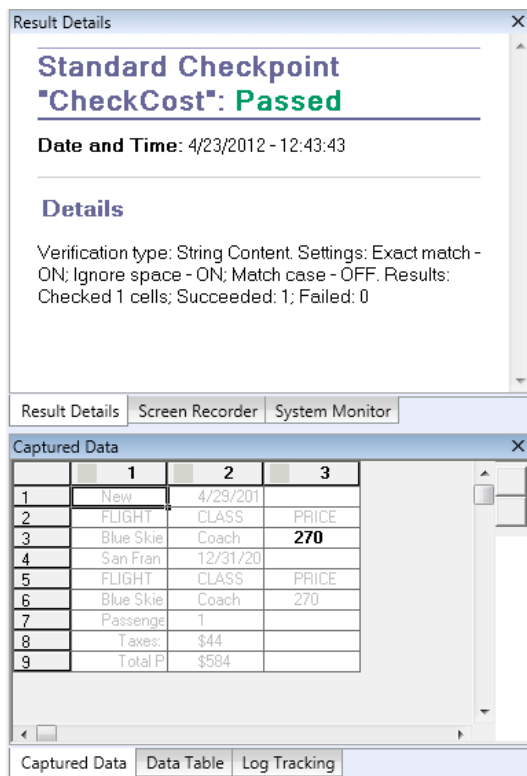 Result Details
Standard Checkpoint
"CheckCost": Passed
Date and Time: 4/23/2012 - 12:43:43
Details
Verification type: String Content. Settings: Exact match -
ON; Ignore space - ON; Match case - OFF. Results:
Checked 1 cells; Succeeded: 1; Failed: 0
Result Details Screen Recorder System Monitor
Captured Data
1 2 3
1 New 4/29/201
2 FLIGHT CLASS PRICE
3 Blue Skie Coach 270
4 San Fran 12/31/20
5 FLIGHT CLASS PRICE
6 Blue Skie Coach 270
7 Passenge 1
8 Taxes: $44
9 Total P $584
Captured Data Data Table Log Tracking